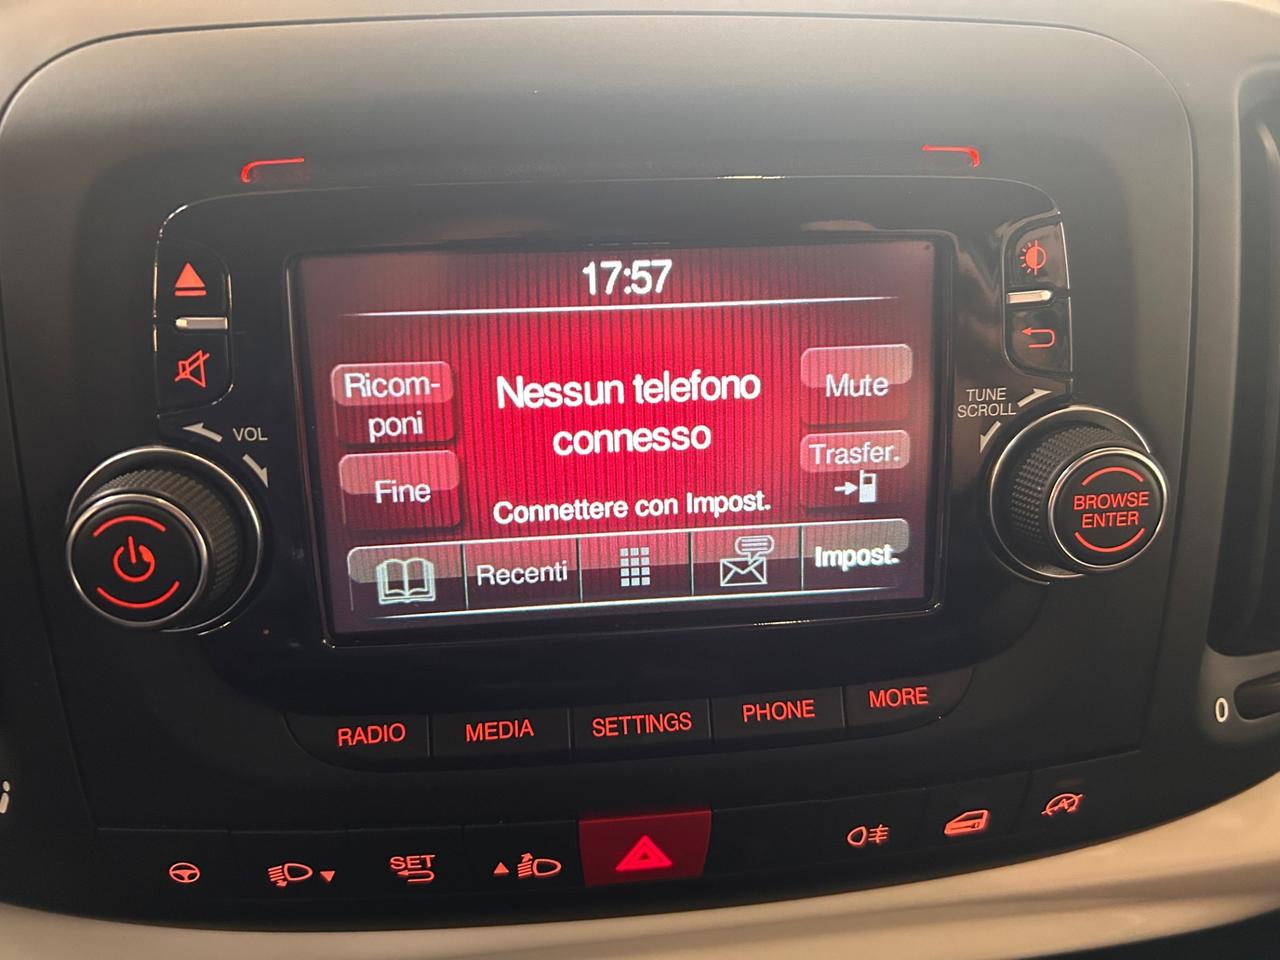 17:57
Ricom-
poni
Nessun telefono
connesso
Mute
Fine
Trasfer.
Connettere con Impost.
Recenti
Impost.
VOL
TUNE
SCROLL
BROWSE
ENTER
RADIO
MEDIA
SETTINGS
PHONE
MORE
0
SET
A
i